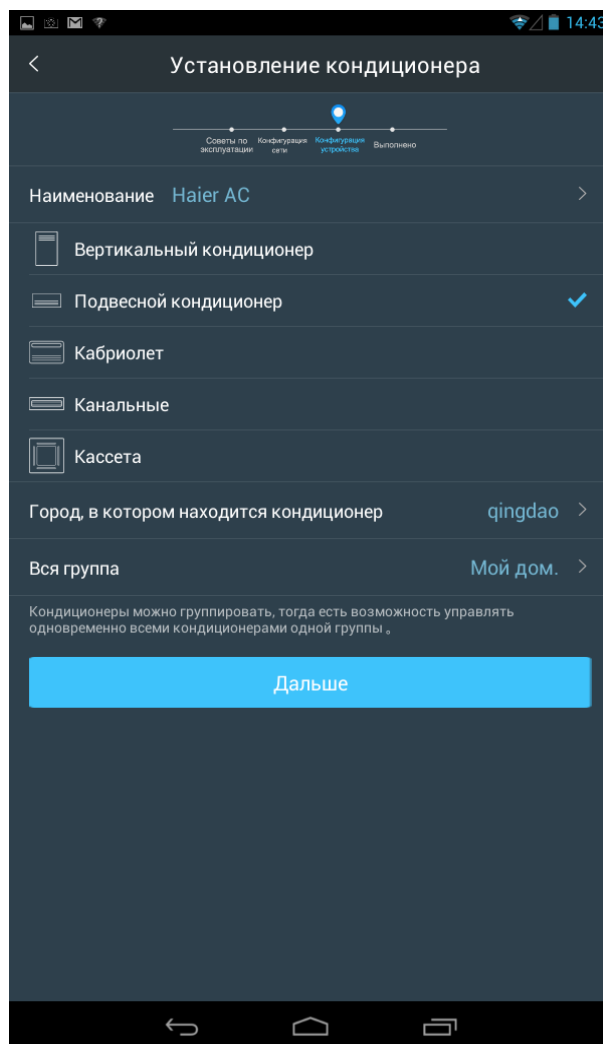 14:43
Установление кондиционера
Советы по эксплуатации
Конфигурация сети
Конфигурация устройства
Выполнено
Наименование Haier AC
Вертикальный кондиционер
Подвесной кондиционер
Кабриолет
Канальные
Кассета
Город, в котором находится кондиционер qingdao
Вся группа Мой дом.
Кондиционеры можно группировать, тогда есть возможность управлять
одновременно всеми кондиционерами одной группы 。
Дальше